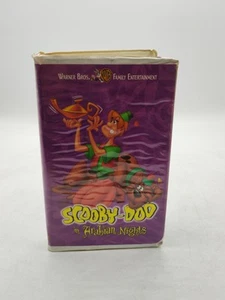 WARNER BROS. FAMILY ENTERTAINMENT
SCOOBY-DOO
in Arabian Nights